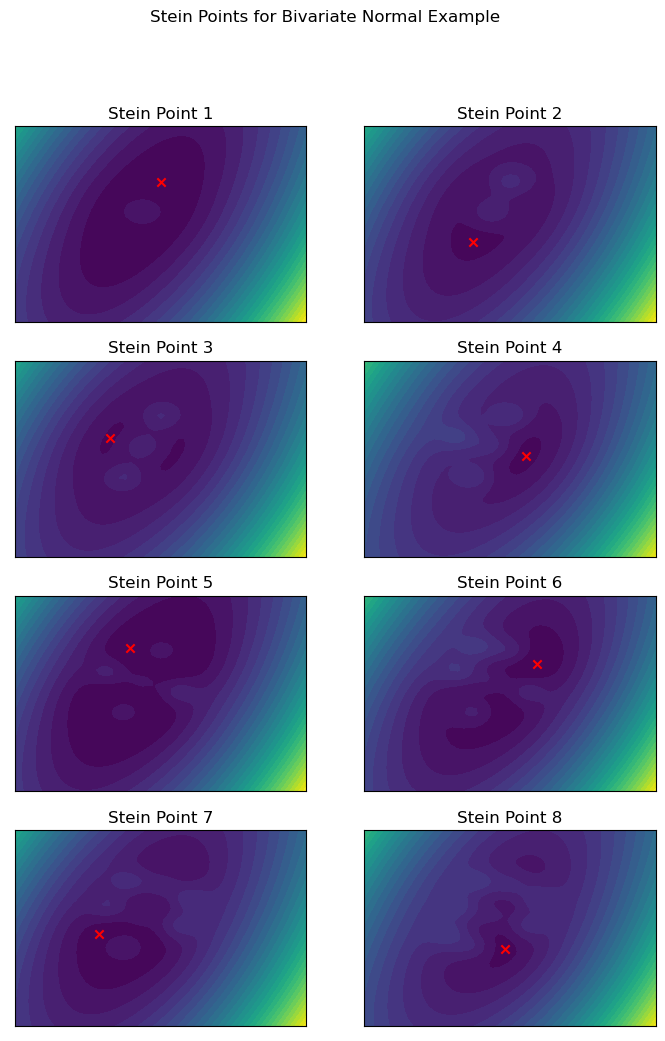 Stein Points for Bivariate Normal Example
Stein Point 1
Stein Point 2
Stein Point 3
Stein Point 4
Stein Point 5
Stein Point 6
Stein Point 7
Stein Point 8